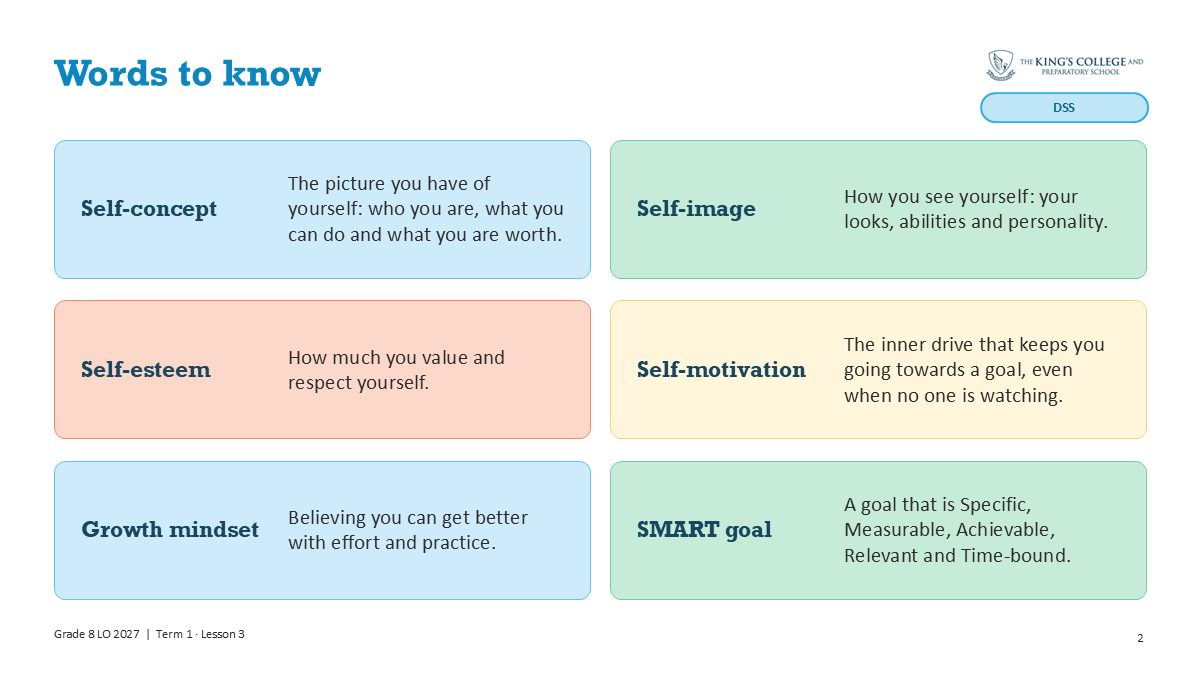 Words to know
THE KING'S COLLEGE AND
PREPARATORY SCHOOL
DSS
Self-concept
The picture you have of
yourself: who you are, what you
can do and what you are worth.
Self-image
How you see yourself: your
looks, abilities and personality.
Self-esteem
How much you value and
respect yourself.
Self-motivation
The inner drive that keeps you
going towards a goal, even
when no one is watching.
Growth mindset
Believing you can get better
with effort and practice.
SMART goal
A goal that is Specific,
Measurable, Achievable,
Relevant and Time-bound.
Grade 8 LO 2027 | Term 1 · Lesson 3
2